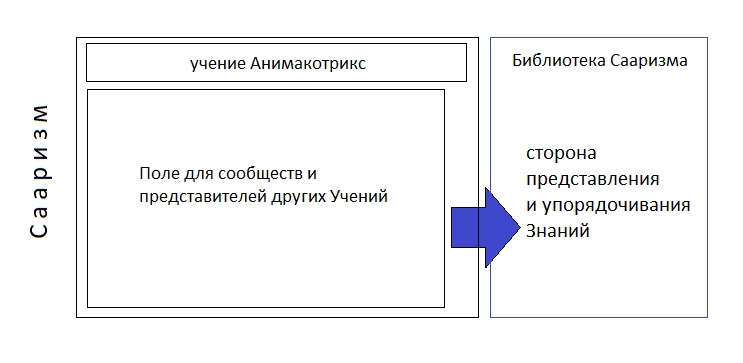 Сааризм
учение Анимакотрикс
Поле для сообществ и
представителей других Учений
Библиотека Сааризма
сторона
представления
и упорядочивания
Знаний